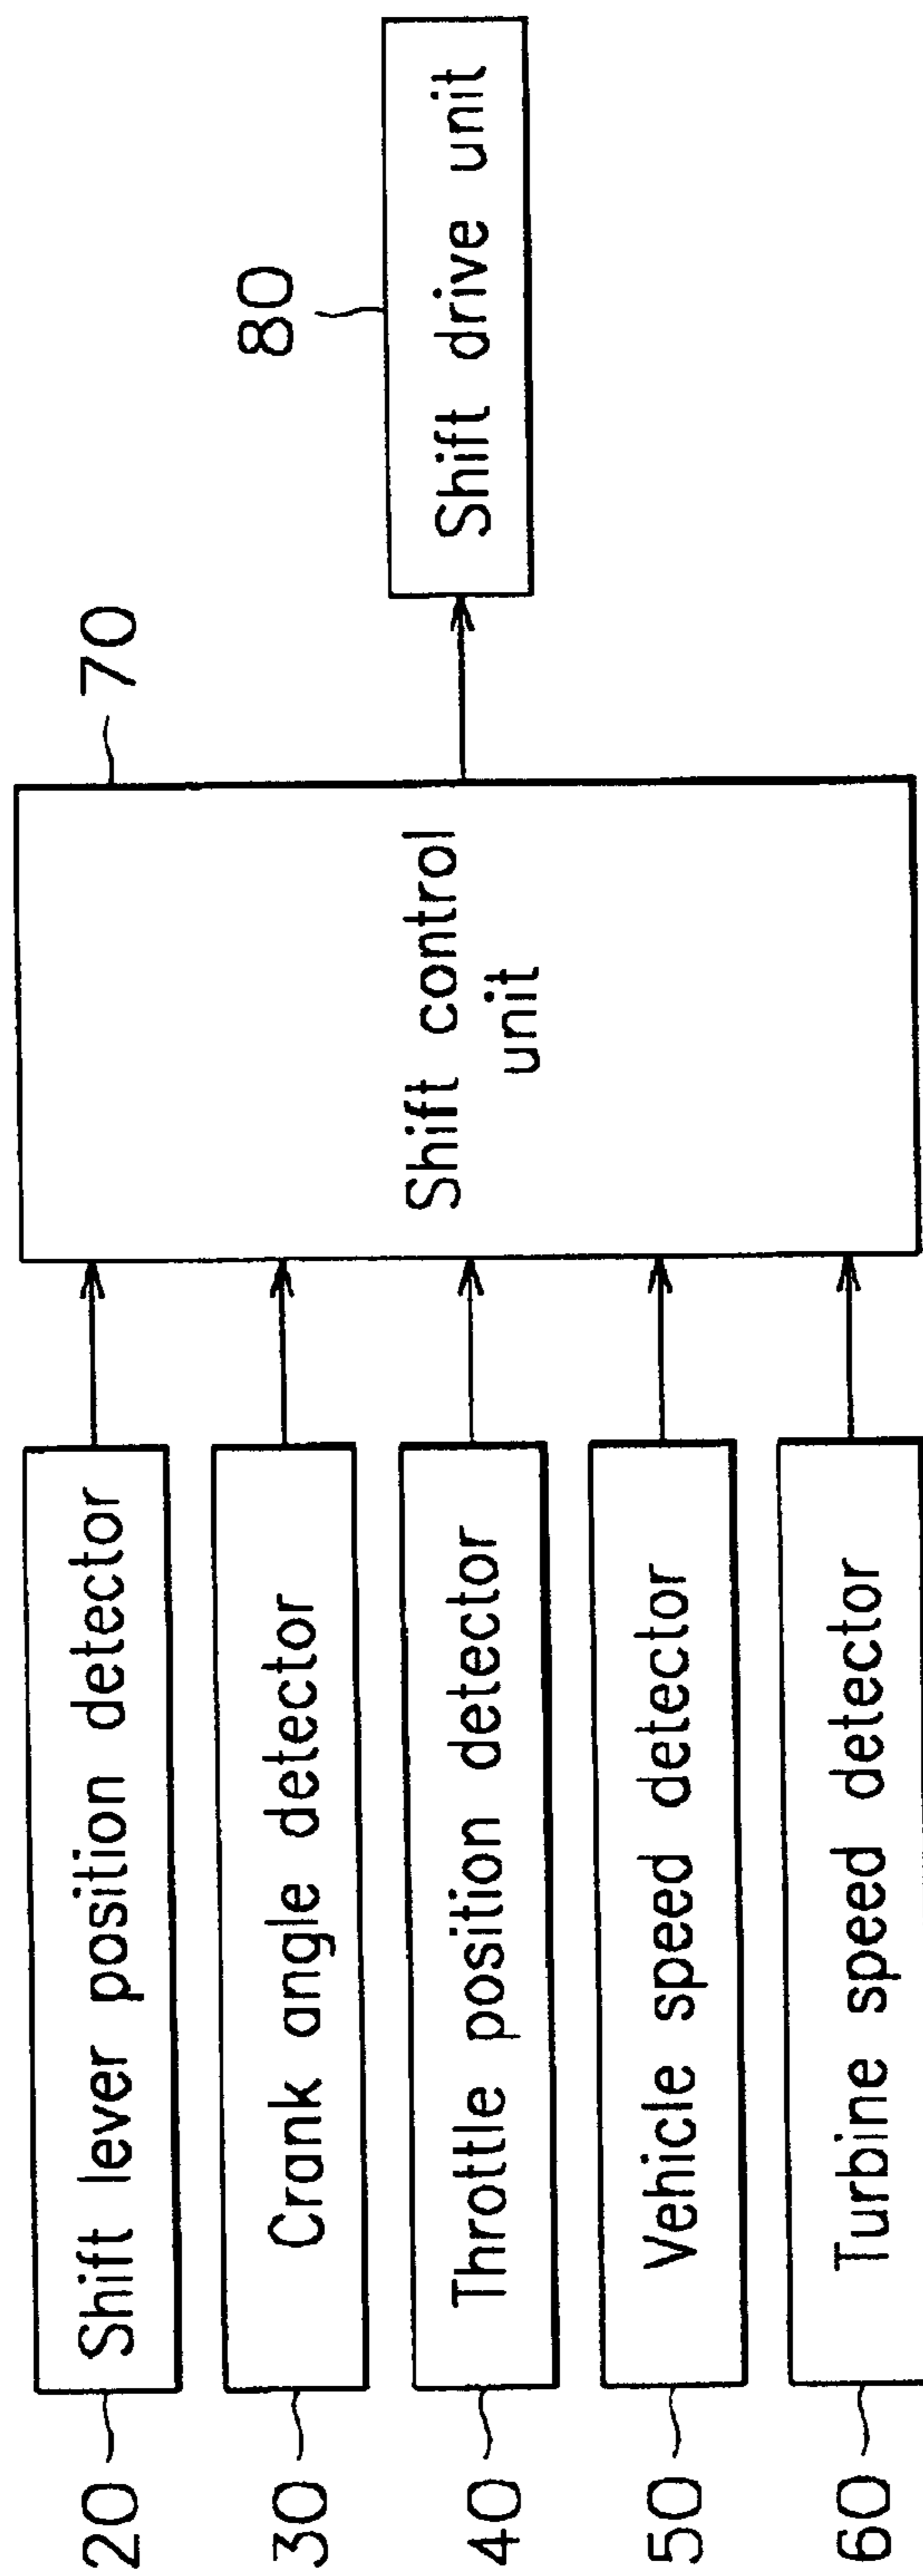 20
Shift lever position detector
30
Crank angle detector
40
Throttle position detector
50
Vehicle speed detector
60
Turbine speed detector
70
Shift control
unit
80
Shift drive unit